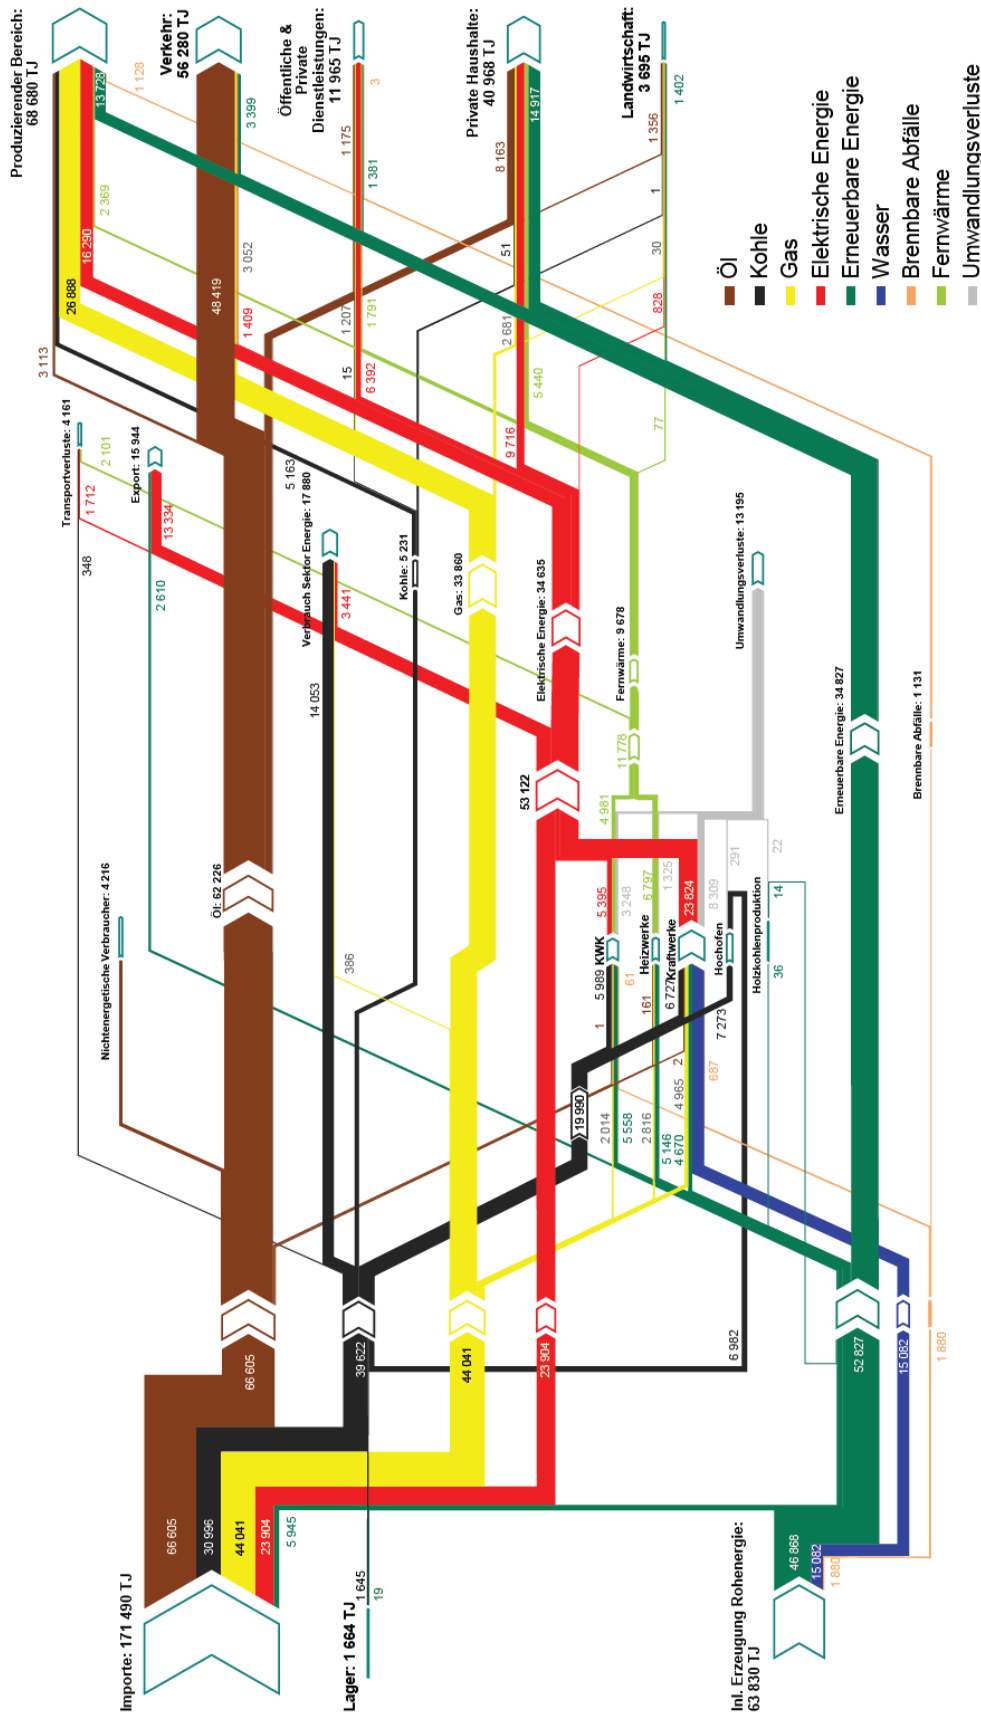 Importe: 171 490 TJ
66 605
30 996
44 041
23 904
5 945
Lager: 1 664 TJ
1 645
19
Inl. Erzeugung Rohenergie:
63 830 TJ
46 868
15 082
1 880
66 605
39 622
44 041
23 904
6 982
52 827
15 082
1 880
Nichtenergetische Verbraucher: 4 216
Öl: 62 226
386
19 990
2 014
5 558
2 816
5 146
4 670
4 965
687
1
5 989
KWK
61
161
Heizwerke
2
6 727
Kraftwerke
7 273
Hochofen
Holzkohlenproduktion
36
14
22
5 395
3 248
4 981
6 797
1 325
23 824
8 309
291
53 122
11 778
Umwandlungsverluste: 13 195
Transportverluste: 4 161
348
1 712
2 101
Export: 15 944
13 334
2 610
Verbrauch Sektor Energie: 17 880
14 053
3 441
Kohle: 5 231
Gas: 33 860
Elektrische Energie: 34 635
Fernwärme: 9 678
Erneuerbare Energie: 34 827
Brennbare Abfälle: 1 131
Produzierender Bereich:
68 680 TJ
3 113
26 888
16 290
2 369
13 728
1 128
Verkehr:
56 280 TJ
48 419
5 163
3 052
1 409
3 399
Öffentliche &
Private
Dienstleistungen:
11 965 TJ
1 175
15
1 207
6 392
1 791
1 381
3
Private Haushalte:
40 968 TJ
8 163
51
2 681
9 716
5 440
14 917
Landwirtschaft:
3 695 TJ
1 356
1
30
828
77
1 402
Öl
Kohle
Gas
Elektrische Energie
Erneuerbare Energie
Wasser
Brennbare Abfälle
Fernwärme
Umwandlungsverluste